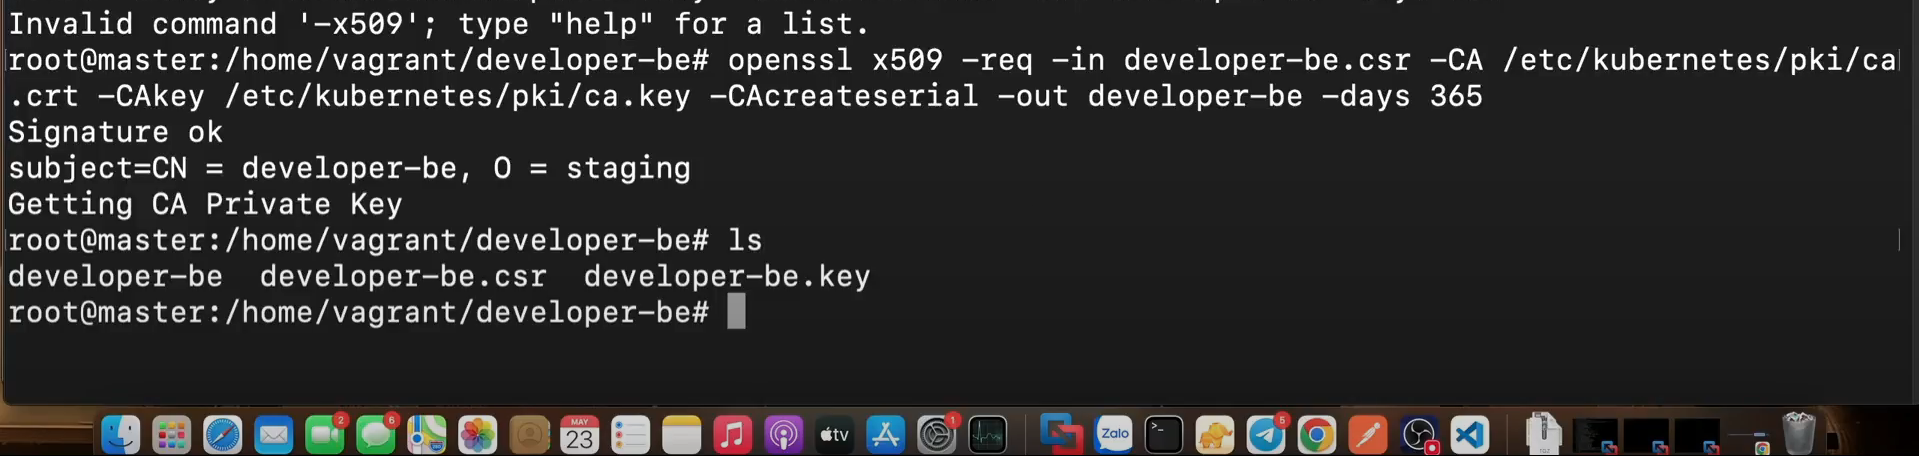 Invalid command '-x509'; type "help" for a list.
root@master:/home/vagrant/developer-be# openssl x509 -req -in developer-be.csr -CA /etc/kubernetes/pki/ca
.crt -CAkey /etc/kubernetes/pki/ca.key -CAcreateserial -out developer-be -days 365
Signature ok
subject=CN = developer-be, O = staging
Getting CA Private Key
root@master:/home/vagrant/developer-be# ls
developer-be  developer-be.csr  developer-be.key
root@master:/home/vagrant/developer-be#
2
6
MAY
23
tv
1
Zalo
5